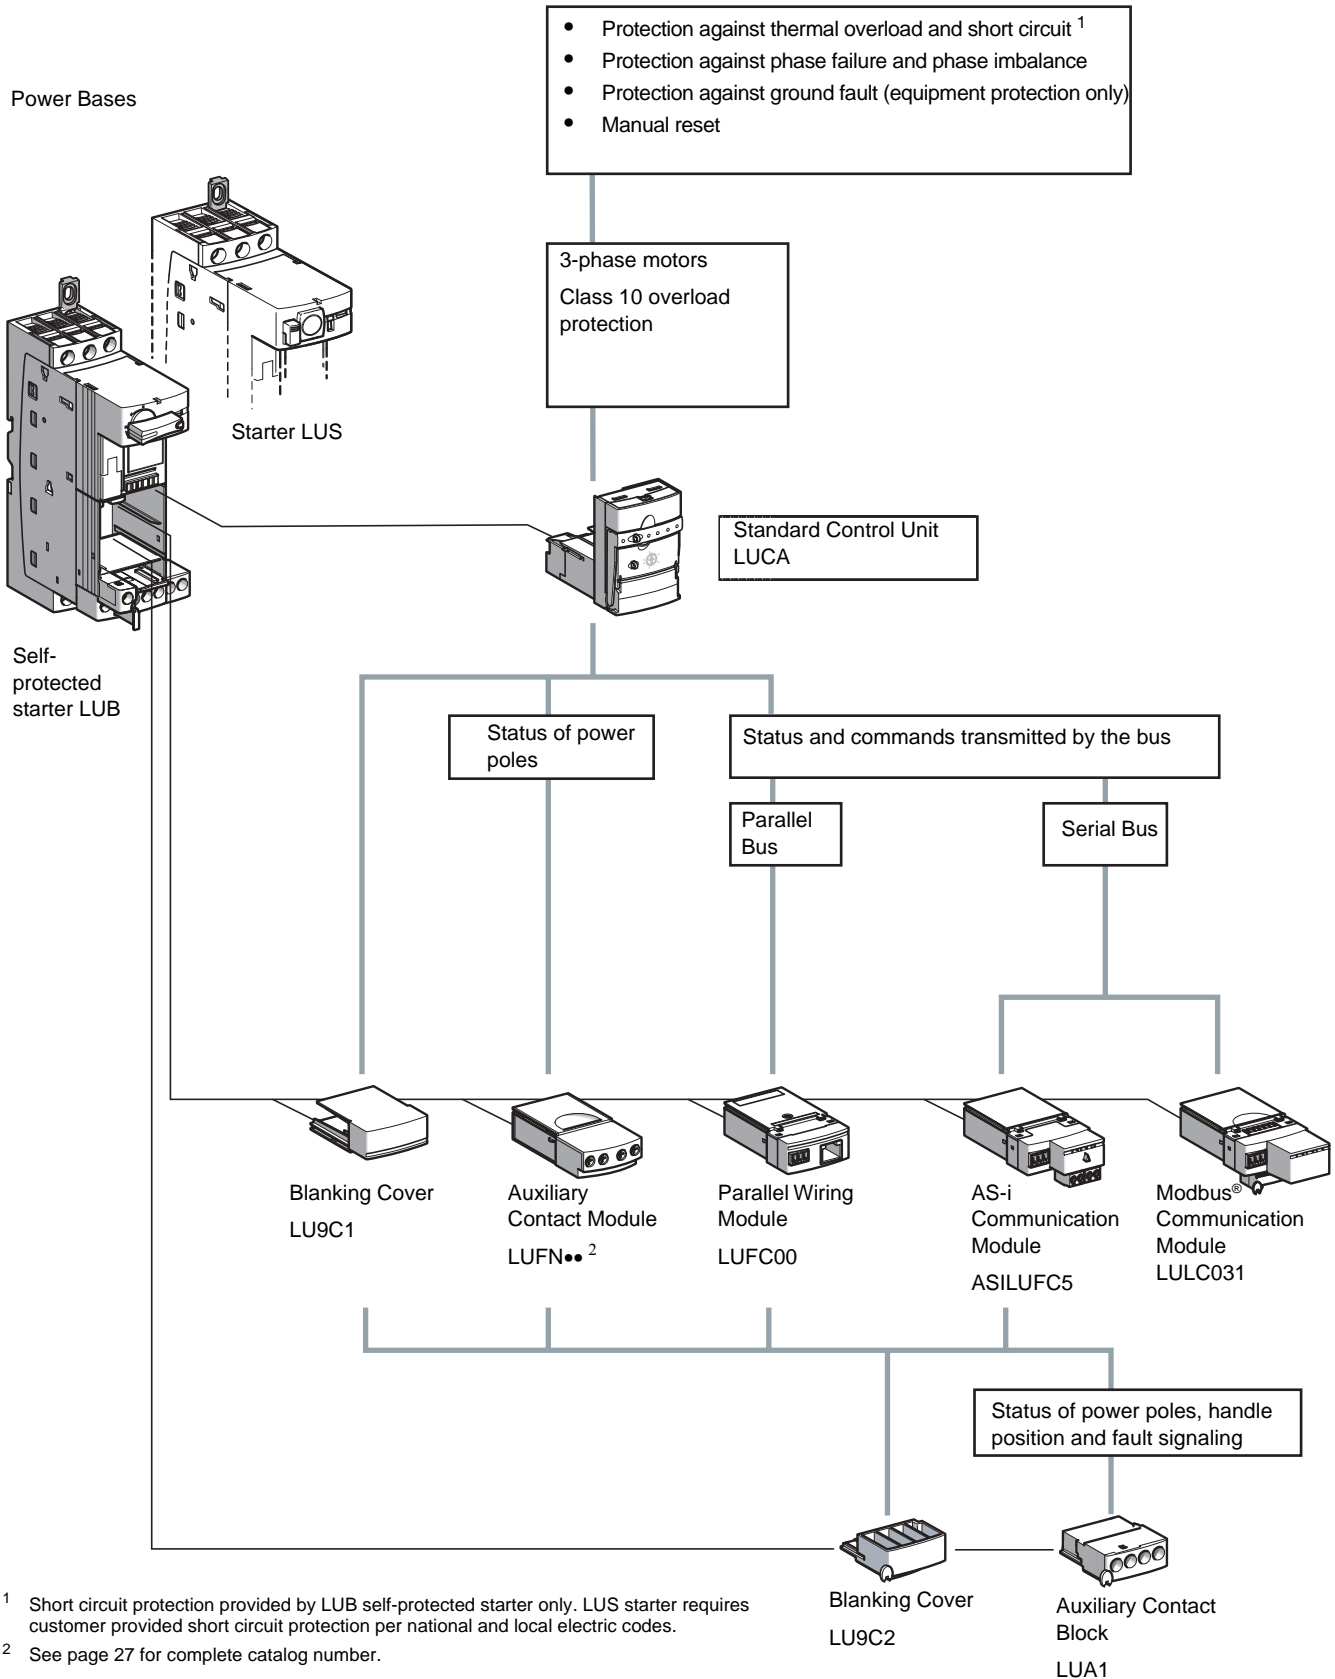 • Protection against thermal overload and short circuit 1
• Protection against phase failure and phase imbalance
• Protection against ground fault (equipment protection only)
• Manual reset
Power Bases
3-phase motors
Class 10 overload
protection
Starter LUS
Standard Control Unit
LUCA
Self-
protected
starter LUB
Status of power
poles
Status and commands transmitted by the bus
Parallel
Bus
Serial Bus
Blanking Cover
LU9C1
Auxiliary
Contact Module
LUFN•• 2
Parallel Wiring
Module
LUFC00
AS-i
Communication
Module
ASILUFC5
Modbus®
Communication
Module
LULC031
Status of power poles, handle
position and fault signaling
Blanking Cover
LU9C2
Auxiliary Contact
Block
LUA1
1 Short circuit protection provided by LUB self-protected starter only. LUS starter requires
customer provided short circuit protection per national and local electric codes.
2 See page 27 for complete catalog number.